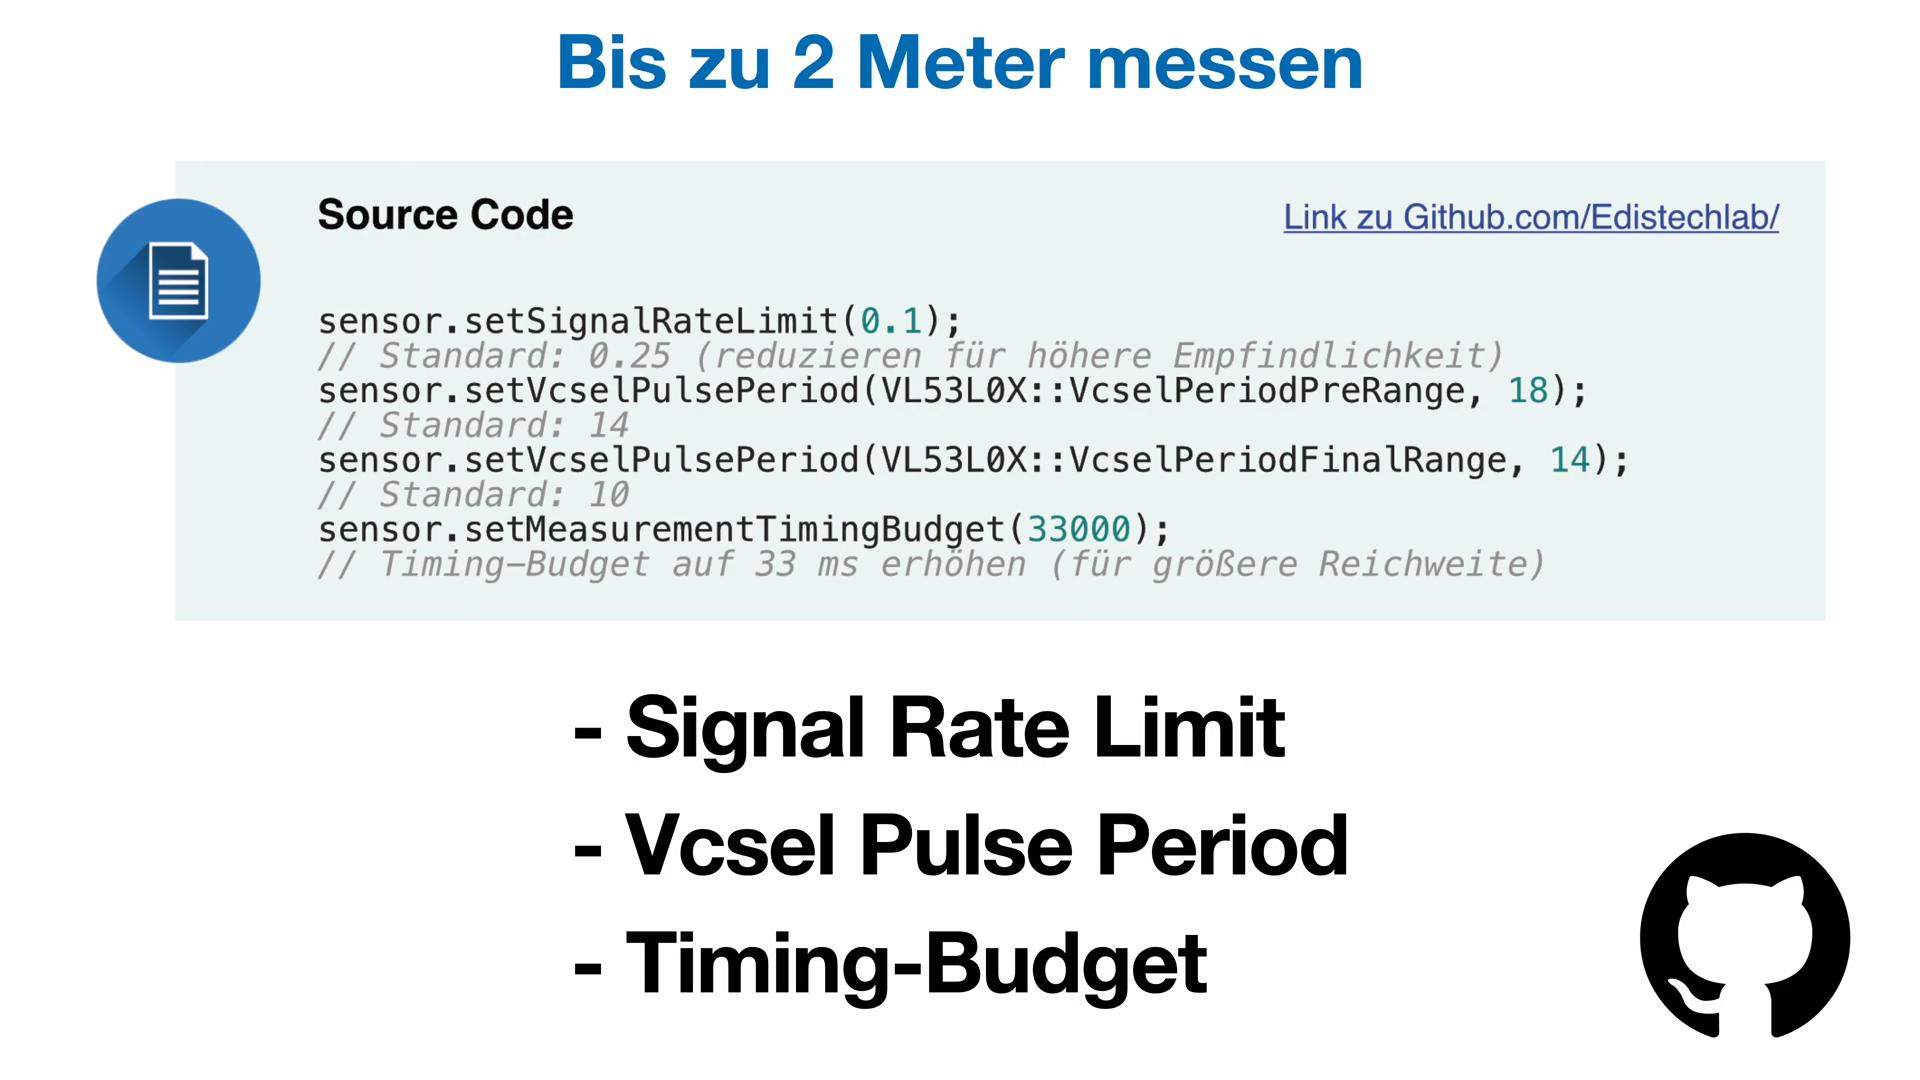 Bis zu 2 Meter messen
Source Code
Link zu Github.com/Edistechlab/
sensor.setSignalRateLimit(0.1);
// Standard: 0.25 (reduzieren für höhere Empfindlichkeit)
sensor.setVcselPulsePeriod(VL53L0X::VcselPeriodPreRange, 18);
// Standard: 14
sensor.setVcselPulsePeriod(VL53L0X::VcselPeriodFinalRange, 14);
// Standard: 10
sensor.setMeasurementTimingBudget(33000);
// Timing-Budget auf 33 ms erhöhen (für größere Reichweite)
- Signal Rate Limit
- Vcsel Pulse Period
- Timing-Budget